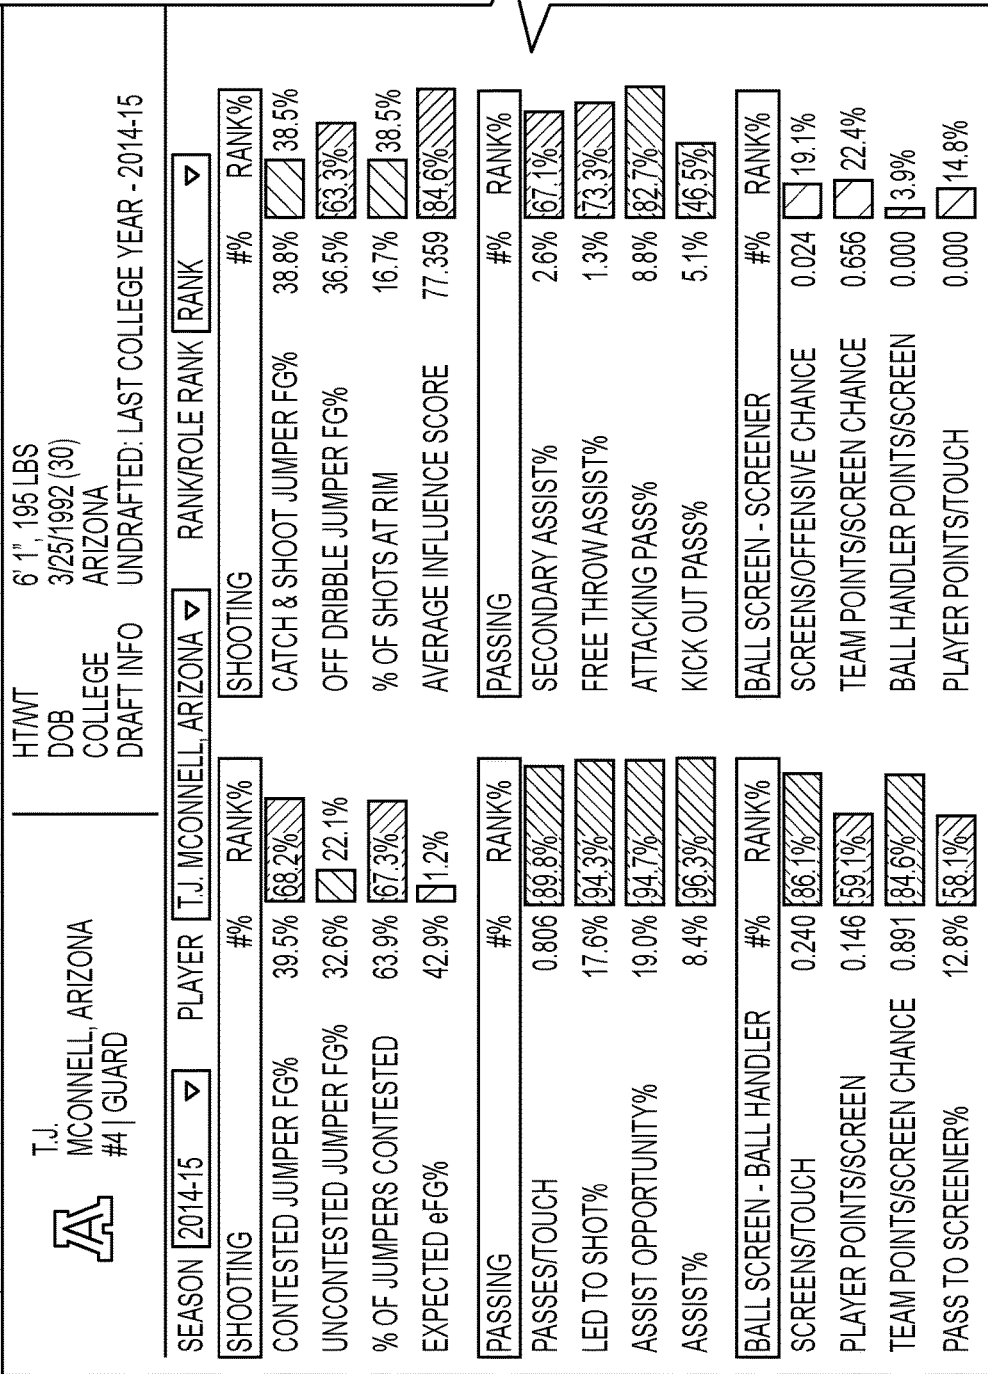 A
T.J.
MCONNELL, ARIZONA
#4 | GUARD
HT/WT 6' 1", 195 LBS
DOB 3/25/1992 (30)
COLLEGE ARIZONA
DRAFT INFO UNDRAFTED: LAST COLLEGE YEAR - 2014-15
SEASON 2014-15 PLAYER T.J. MCONNELL, ARIZONA RANK/ROLE RANK RANK
SHOOTING #% RANK%
CONTESTED JUMPER FG% 39.5% 68.2%
UNCONTESTED JUMPER FG% 32.6% 22.1%
% OF JUMPERS CONTESTED 63.9% 67.3%
EXPECTED eFG% 42.9% 1.2%
SHOOTING #% RANK%
CATCH & SHOOT JUMPER FG% 38.8% 38.5%
OFF DRIBBLE JUMPER FG% 36.5% 63.3%
% OF SHOTS AT RIM 16.7% 38.5%
AVERAGE INFLUENCE SCORE 77.359 84.6%
PASSING #% RANK%
PASSES/TOUCH 0.806 89.8%
LED TO SHOT% 17.6% 94.3%
ASSIST OPPORTUNITY% 19.0% 94.7%
ASSIST% 8.4% 96.3%
PASSING #% RANK%
SECONDARY ASSIST% 2.6% 67.1%
FREE THROW ASSIST% 1.3% 73.3%
ATTACKING PASS% 8.8% 82.7%
KICK OUT PASS% 5.1% 46.5%
BALL SCREEN - BALL HANDLER #% RANK%
SCREENS/TOUCH 0.240 86.1%
PLAYER POINTS/SCREEN 0.146 59.1%
TEAM POINTS/SCREEN CHANCE 0.891 84.6%
PASS TO SCREENER% 12.8% 58.1%
BALL SCREEN - SCREENER #% RANK%
SCREENS/OFFENSIVE CHANCE 0.024 19.1%
TEAM POINTS/SCREEN CHANCE 0.656 22.4%
BALL HANDLER POINTS/SCREEN 0.000 3.9%
PLAYER POINTS/TOUCH 0.000 14.8%